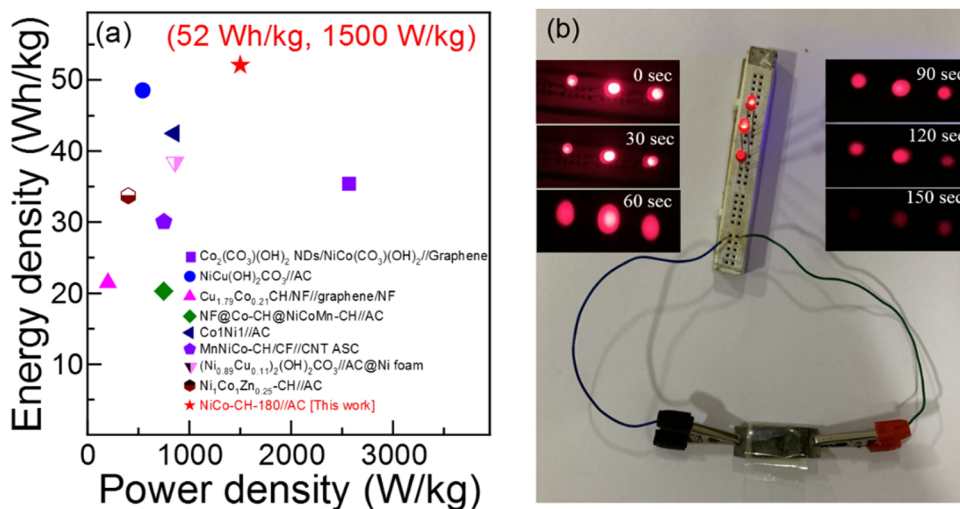 (a)
(52 Wh/kg, 1500 W/kg)
Energy density (Wh/kg)
50
40
30
20
10
Co₂(CO₃)(OH)₂ NDs/NiCo(CO₃)(OH)₂//Graphene
NiCu(OH)₂CO₃//AC
Cu₁.₇₉Co₀.₂₁CH/NF//graphene/NF
NF@Co-CH@NiCoMn-CH//AC
Co1Ni1//AC
MnNiCo-CH/CF//CNT ASC
(Ni₀.₈₉Cu₀.₁₁)₂(OH)₂CO₃//AC@Ni foam
Ni₁Co₁Zn₀.₂₅-CH//AC
NiCo-CH-180//AC [This work]
0 1000 2000 3000
Power density (W/kg)
(b)
0 sec
30 sec
60 sec
90 sec
120 sec
150 sec